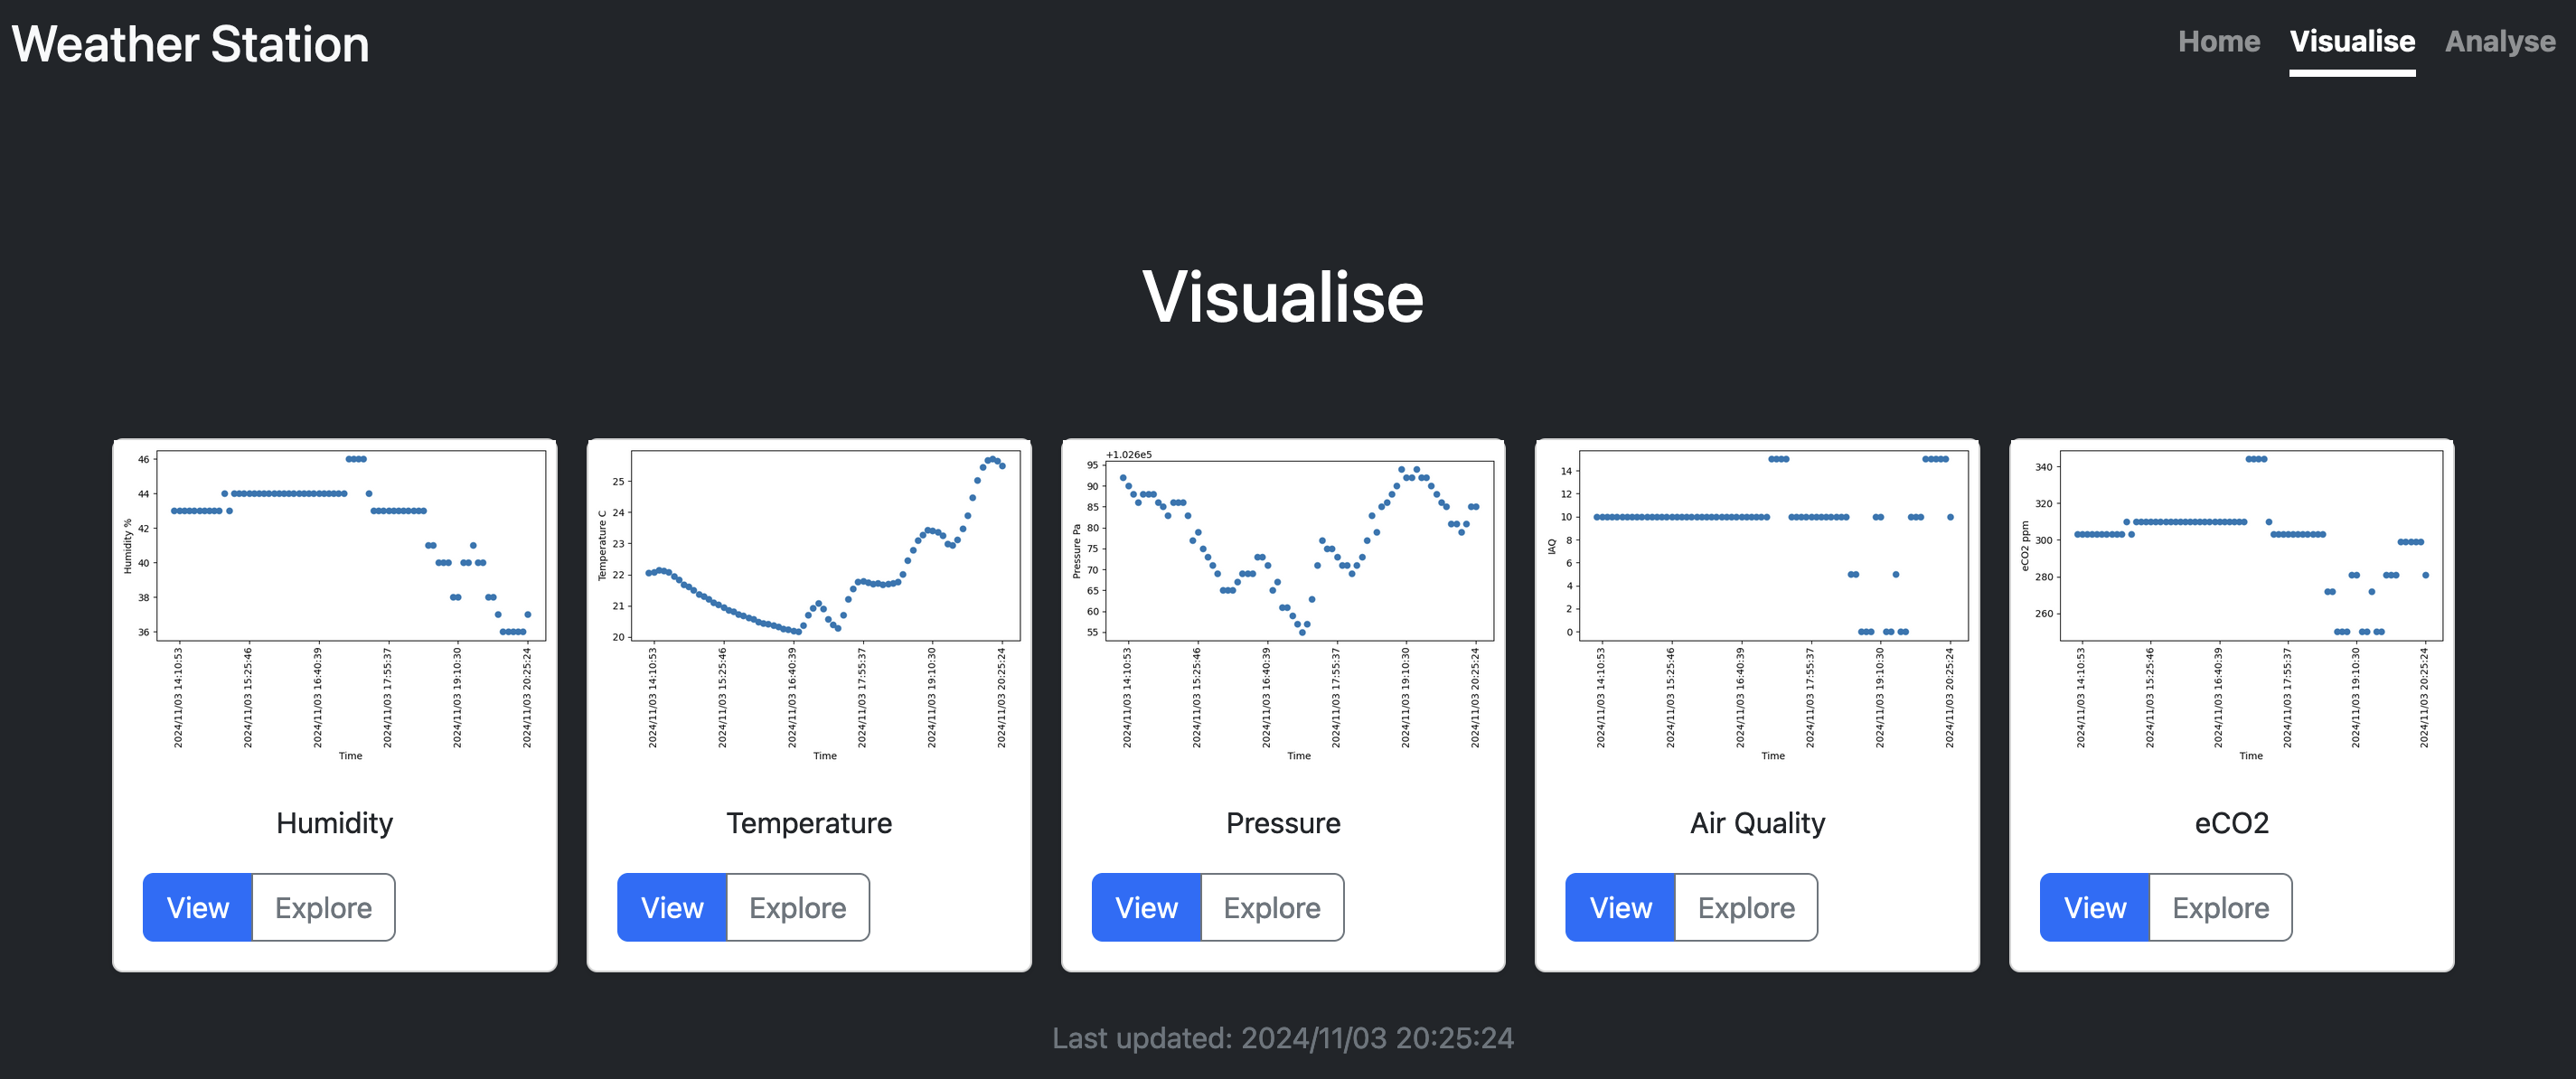 Weather Station
Home Visualise Analyse
Visualise
46
44
42
40
38
36
Humidity %
2024/11/03 14:10:53
2024/11/03 15:25:46
2024/11/03 16:40:39
2024/11/03 17:55:37
2024/11/03 19:10:30
2024/11/03 20:25:24
Time
Humidity
View Explore
25
24
23
22
21
20
Temperature C
2024/11/03 14:10:53
2024/11/03 15:25:46
2024/11/03 16:40:39
2024/11/03 17:55:37
2024/11/03 19:10:30
2024/11/03 20:25:24
Time
Temperature
View Explore
+1.026e5
95
90
85
80
75
70
65
60
55
Pressure Pa
2024/11/03 14:10:53
2024/11/03 15:25:46
2024/11/03 16:40:39
2024/11/03 17:55:37
2024/11/03 19:10:30
2024/11/03 20:25:24
Time
Pressure
View Explore
14
12
10
8
6
4
2
0
IAQ
2024/11/03 14:10:53
2024/11/03 15:25:46
2024/11/03 16:40:39
2024/11/03 17:55:37
2024/11/03 19:10:30
2024/11/03 20:25:24
Time
Air Quality
View Explore
340
320
300
280
260
eCO2 ppm
2024/11/03 14:10:53
2024/11/03 15:25:46
2024/11/03 16:40:39
2024/11/03 17:55:37
2024/11/03 19:10:30
2024/11/03 20:25:24
Time
eCO2
View Explore
Last updated: 2024/11/03 20:25:24